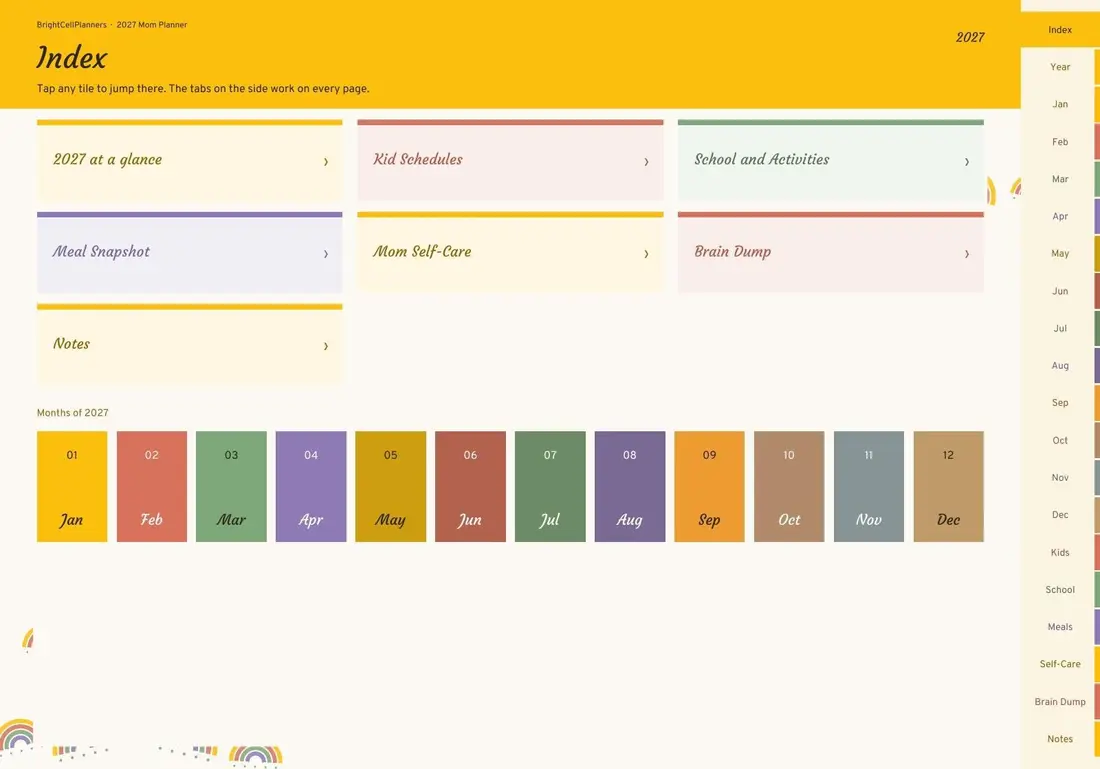 BrightCellPlanners · 2027 Mom Planner
Index
2027
Tap any tile to jump there. The tabs on the side work on every page.
2027 at a glance ›
Kid Schedules ›
School and Activities ›
Meal Snapshot ›
Mom Self-Care ›
Brain Dump ›
Notes ›
Months of 2027
01 02 03 04 05 06 07 08 09 10 11 12
Jan Feb Mar Apr May Jun Jul Aug Sep Oct Nov Dec
Index
Year
Jan
Feb
Mar
Apr
May
Jun
Jul
Aug
Sep
Oct
Nov
Dec
Kids
School
Meals
Self-Care
Brain Dump
Notes